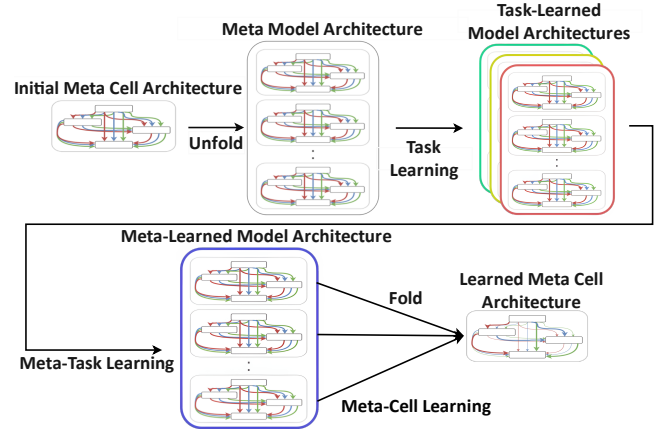 Meta Model Architecture
Task-Learned
Model Architectures
Initial Meta Cell Architecture
Unfold
Task
Learning
Meta-Learned Model Architecture
Fold
Learned Meta Cell
Architecture
Meta-Task Learning
Meta-Cell Learning